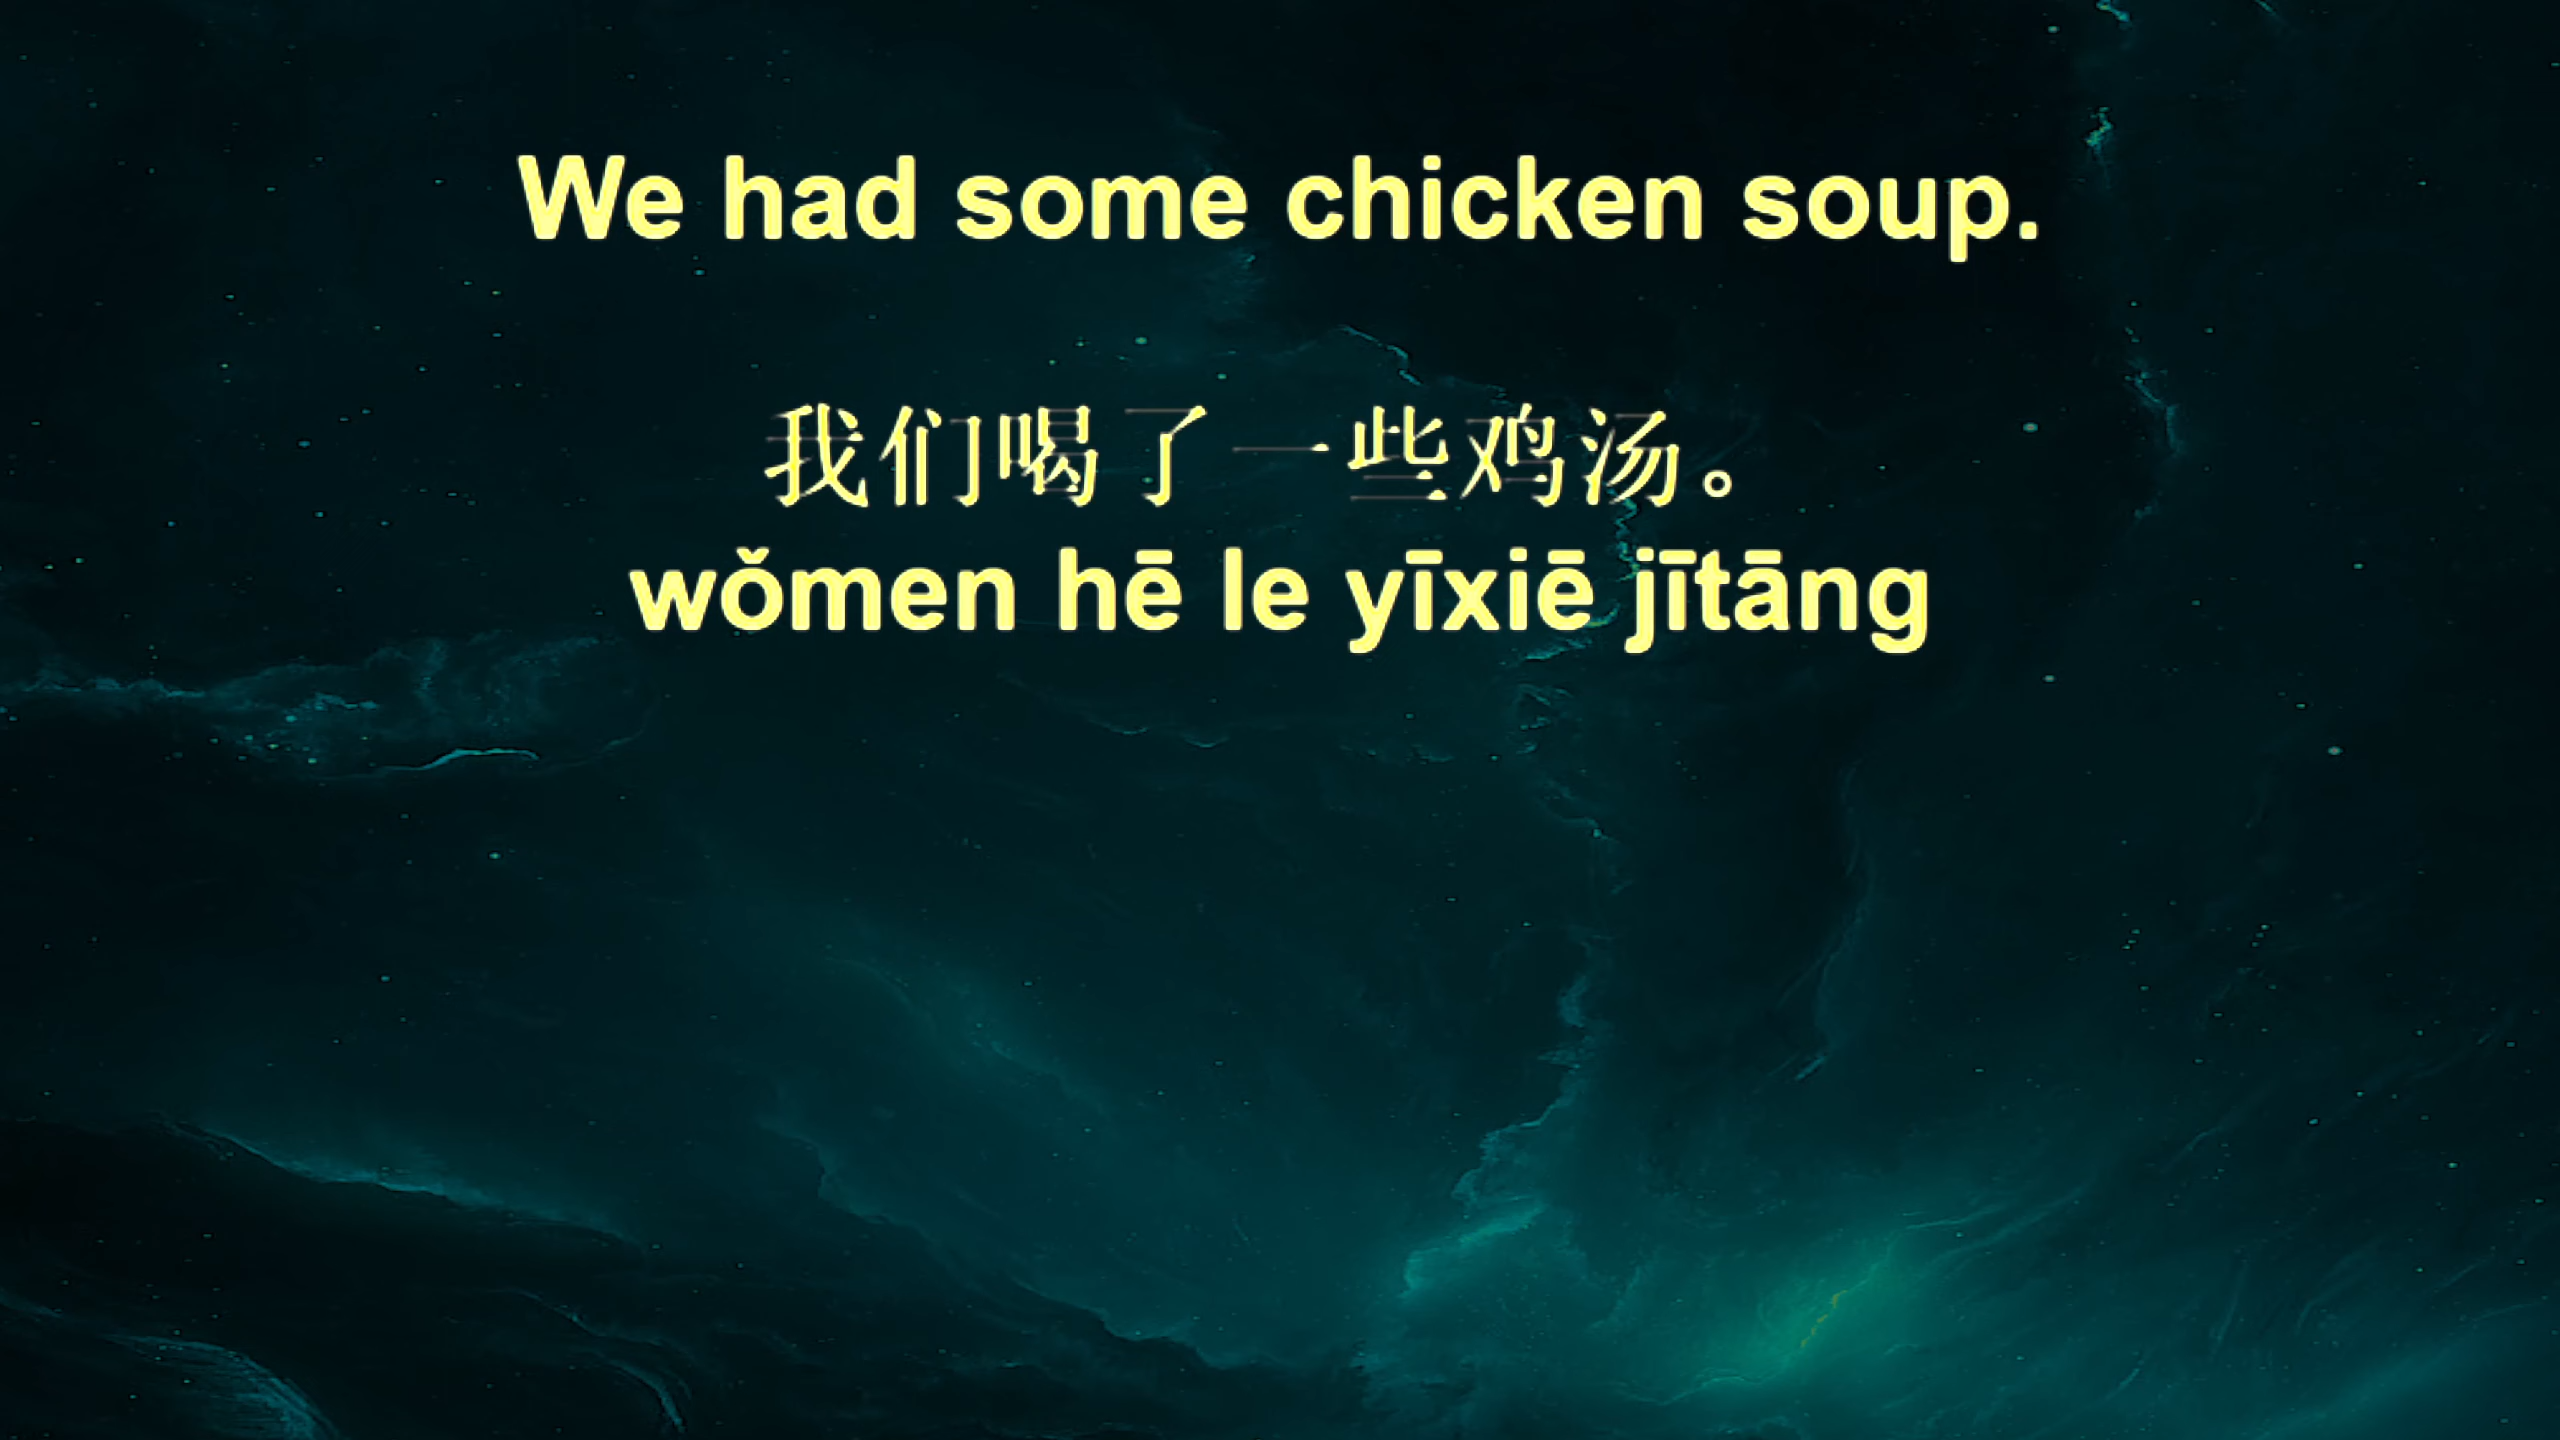 We had some chicken soup.
我们喝了一些鸡汤。
wǒmen hē le yīxiē jītāng